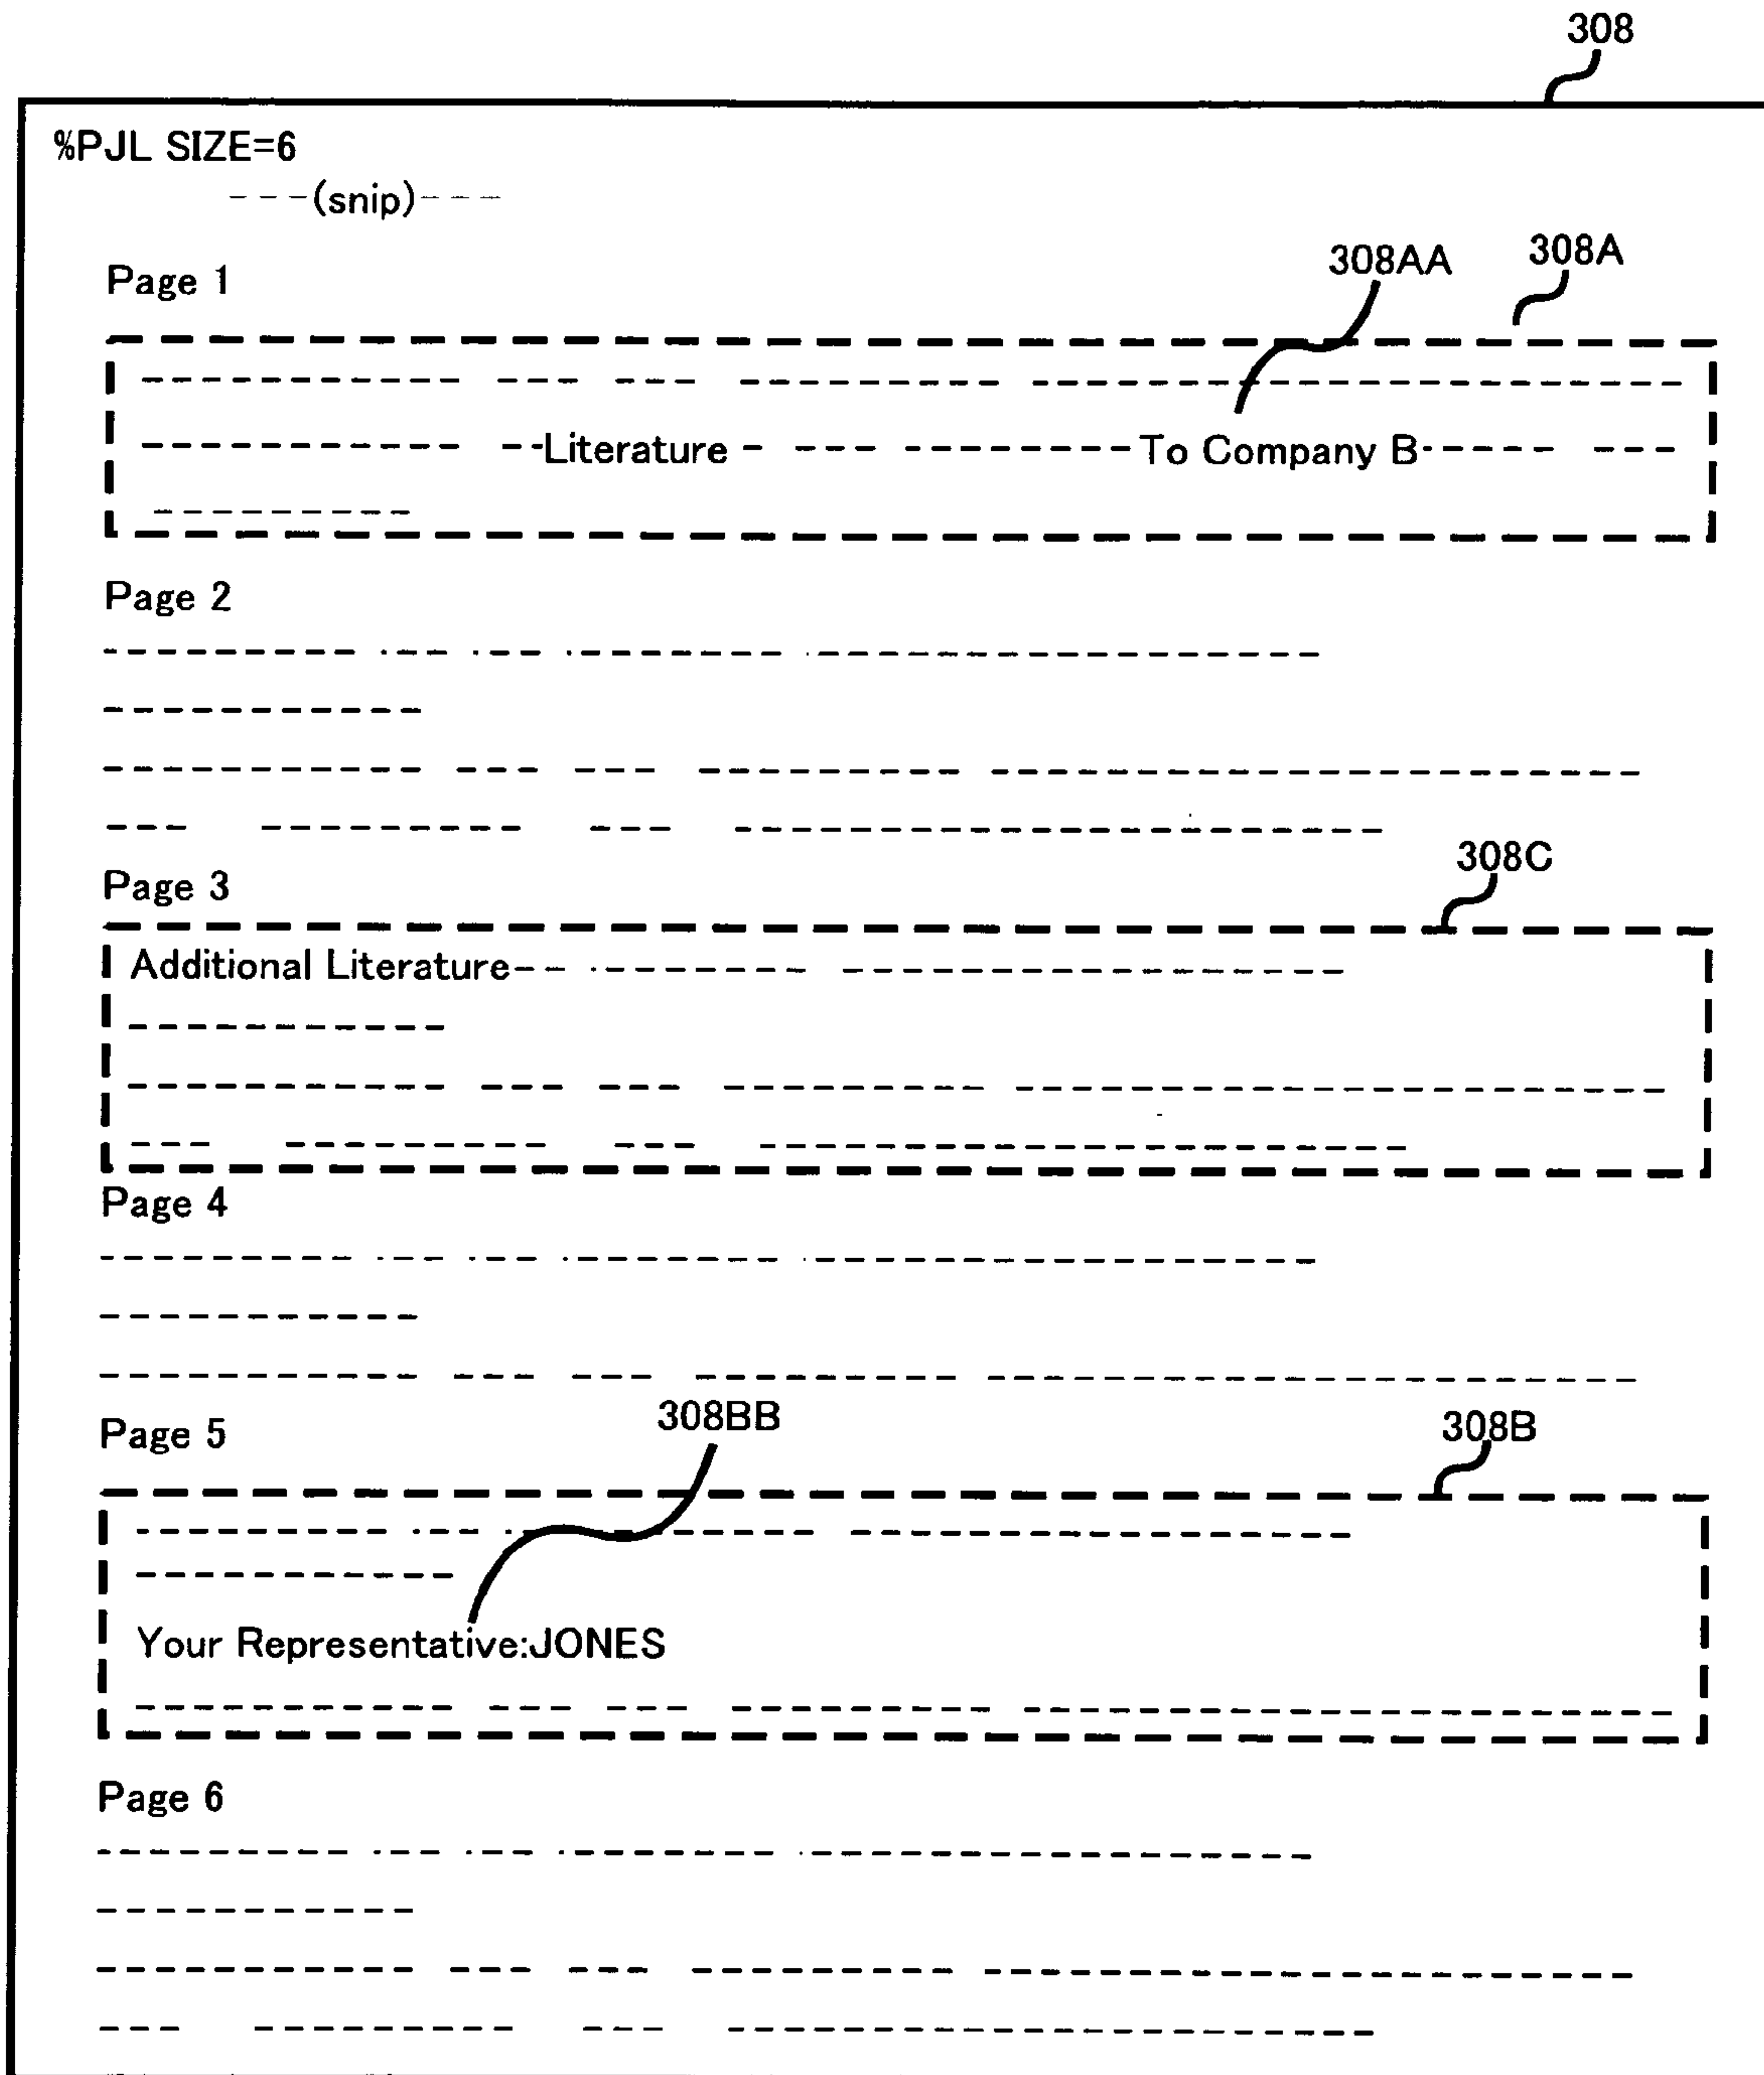 308
%PJL SIZE=6
---(snip)---
308AA 308A
Page 1
Literature To Company B
Page 2
308C
Page 3
Additional Literature
Page 4
308BB 308B
Page 5
Your Representative:JONES
Page 6